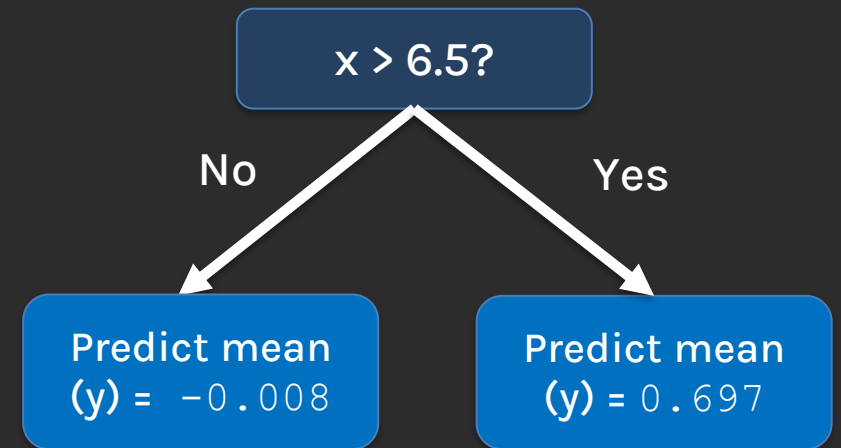 x > 6.5?
No
Yes
Predict mean
(y) = -0.008
Predict mean
(y) = 0.697